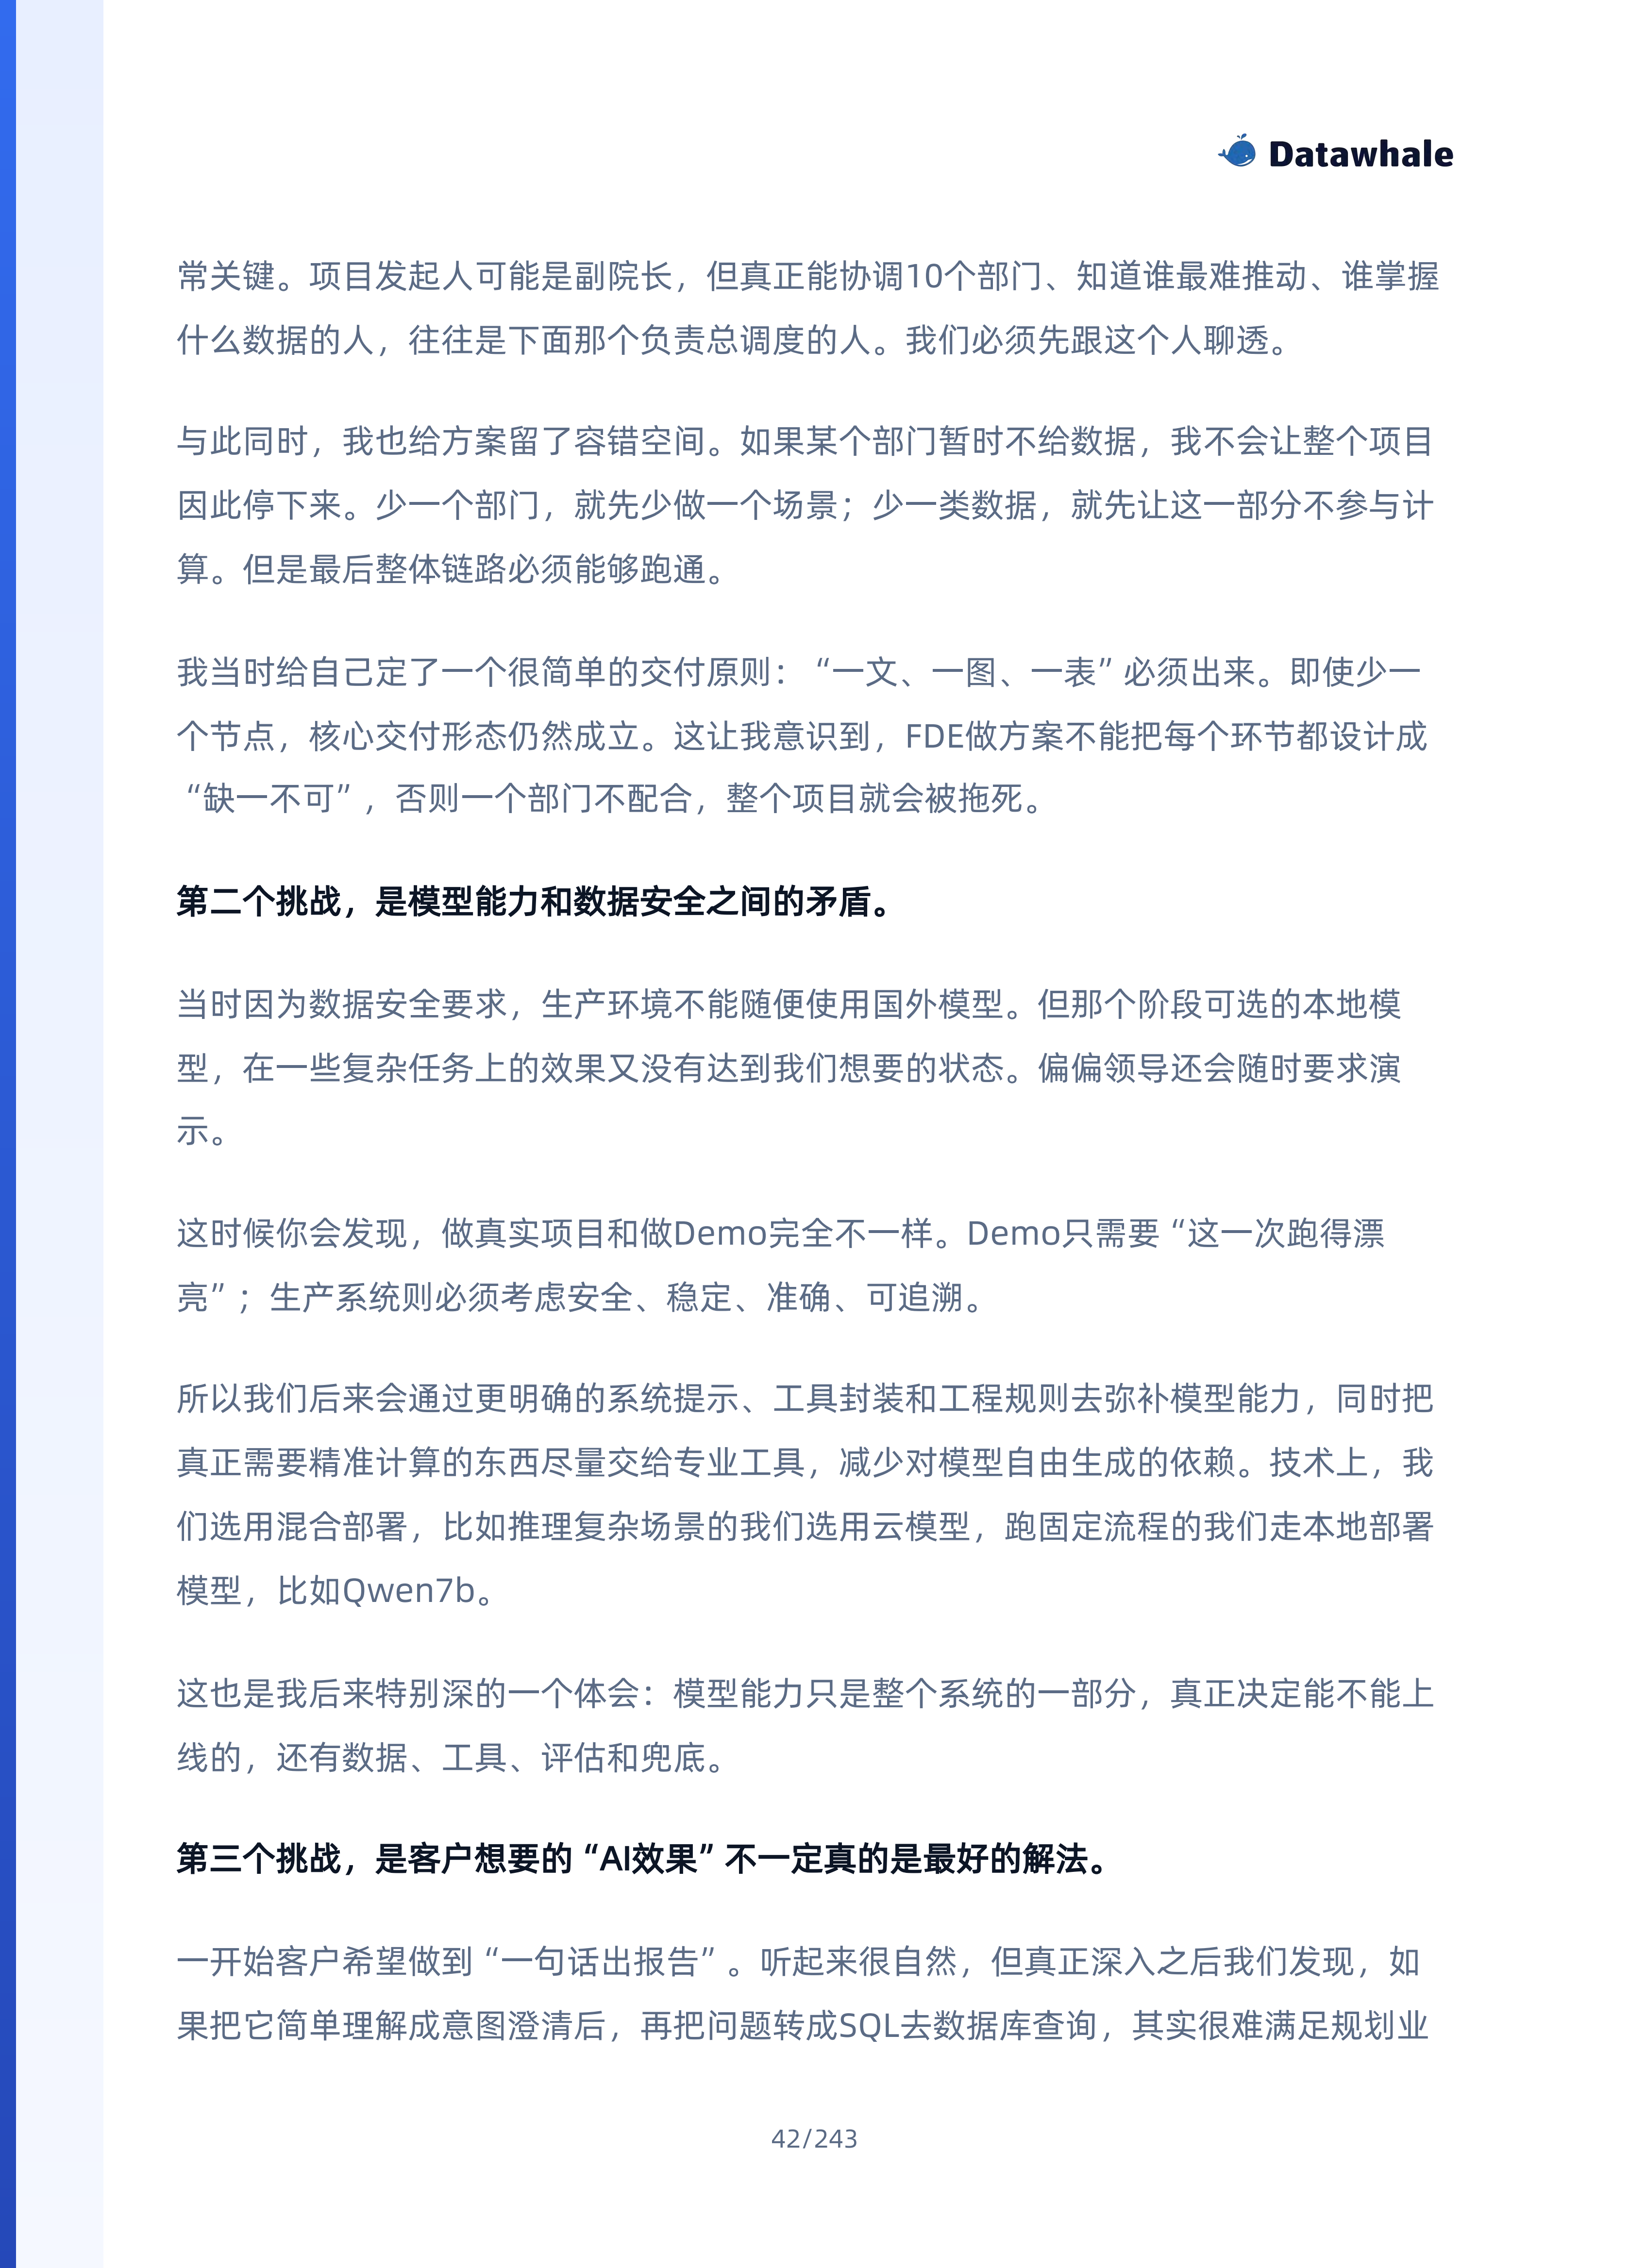 Datawhale
常关键。项目发起人可能是副院长，但真正能协调10个部门、知道谁最难推动、谁掌握
什么数据的人，往往是下面那个负责总调度的人。我们必须先跟这个人聊透。
与此同时，我也给方案留了容错空间。如果某个部门暂时不给数据，我不会让整个项目
因此停下来。少一个部门，就先少做一个场景；少一类数据，就先让这一部分不参与计
算。但是最后整体链路必须能够跑通。
我当时给自己定了一个很简单的交付原则：“一文、一图、一表”必须出来。即使少一
个节点，核心交付形态仍然成立。这让我意识到，FDE做方案不能把每个环节都设计成
“缺一不可”，否则一个部门不配合，整个项目就会被拖死。
第二个挑战，是模型能力和数据安全之间的矛盾。
当时因为数据安全要求，生产环境不能随便使用国外模型。但那个阶段可选的本地模
型，在一些复杂任务上的效果又没有达到我们想要的状态。偏偏领导还会随时要求演
示。
这时候你会发现，做真实项目和做Demo完全不一样。Demo只需要“这一次跑得漂
亮”；生产系统则必须考虑安全、稳定、准确、可追溯。
所以我们后来会通过更明确的系统提示、工具封装和工程规则去弥补模型能力，同时把
真正需要精准计算的东西尽量交给专业工具，减少对模型自由生成的依赖。技术上，我
们选用混合部署，比如推理复杂场景的我们选用云模型，跑固定流程的我们走本地部署
模型，比如Qwen7b。
这也是我后来特别深的一个体会：模型能力只是整个系统的一部分，真正决定能不能上
线的，还有数据、工具、评估和兜底。
第三个挑战，是客户想要的“AI效果”不一定真的是最好的解法。
一开始客户希望做到“一句话出报告”。听起来很自然，但真正深入之后我们发现，如
果把它简单理解成意图澄清后，再把问题转成SQL去数据库查询，其实很难满足规划业
42/243